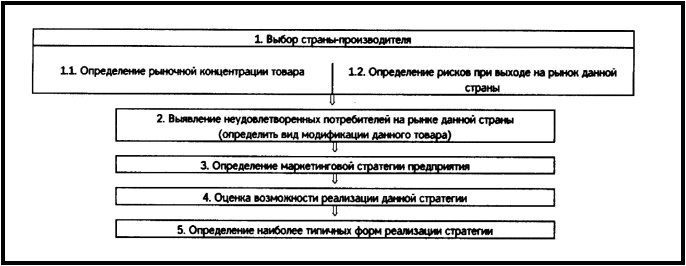 1. Выбор страны-производителя
1.1. Определение рыночной концентрации товара
1.2. Определение рисков при выходе на рынок данной
страны
2. Выявление неудовлетворенных потребителей на рынке данной страны
(определить вид модификации данного товара)
3. Определение маркетинговой стратегии предприятия
4. Оценка возможности реализации данной стратегии
5. Определение наиболее типичных форм реализации стратегии